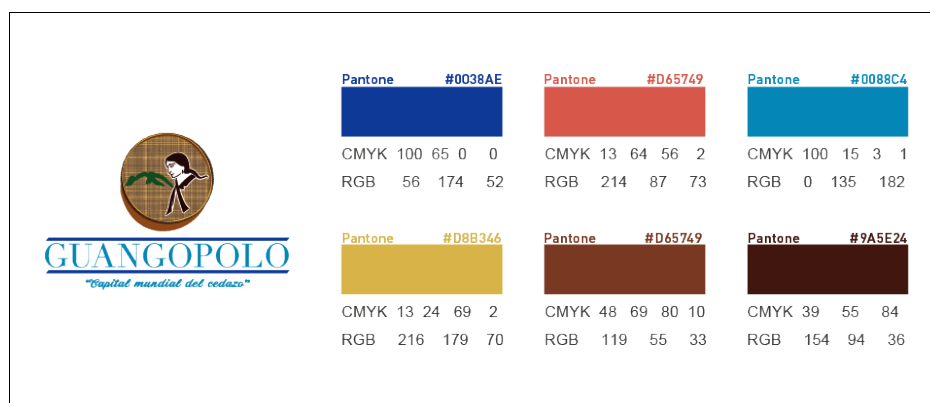 Pantone #0038AE
CMYK 100 65 0 0
RGB 56 174 52
Pantone #D65749
CMYK 13 64 56 2
RGB 214 87 73
Pantone #0088C4
CMYK 100 15 3 1
RGB 0 135 182
GUANGOPOLO
"Capital mundial del cedazo"
Pantone #D8B346
CMYK 13 24 69 2
RGB 216 179 70
Pantone #D65749
CMYK 48 69 80 10
RGB 119 55 33
Pantone #9A5E24
CMYK 39 55 84
RGB 154 94 36